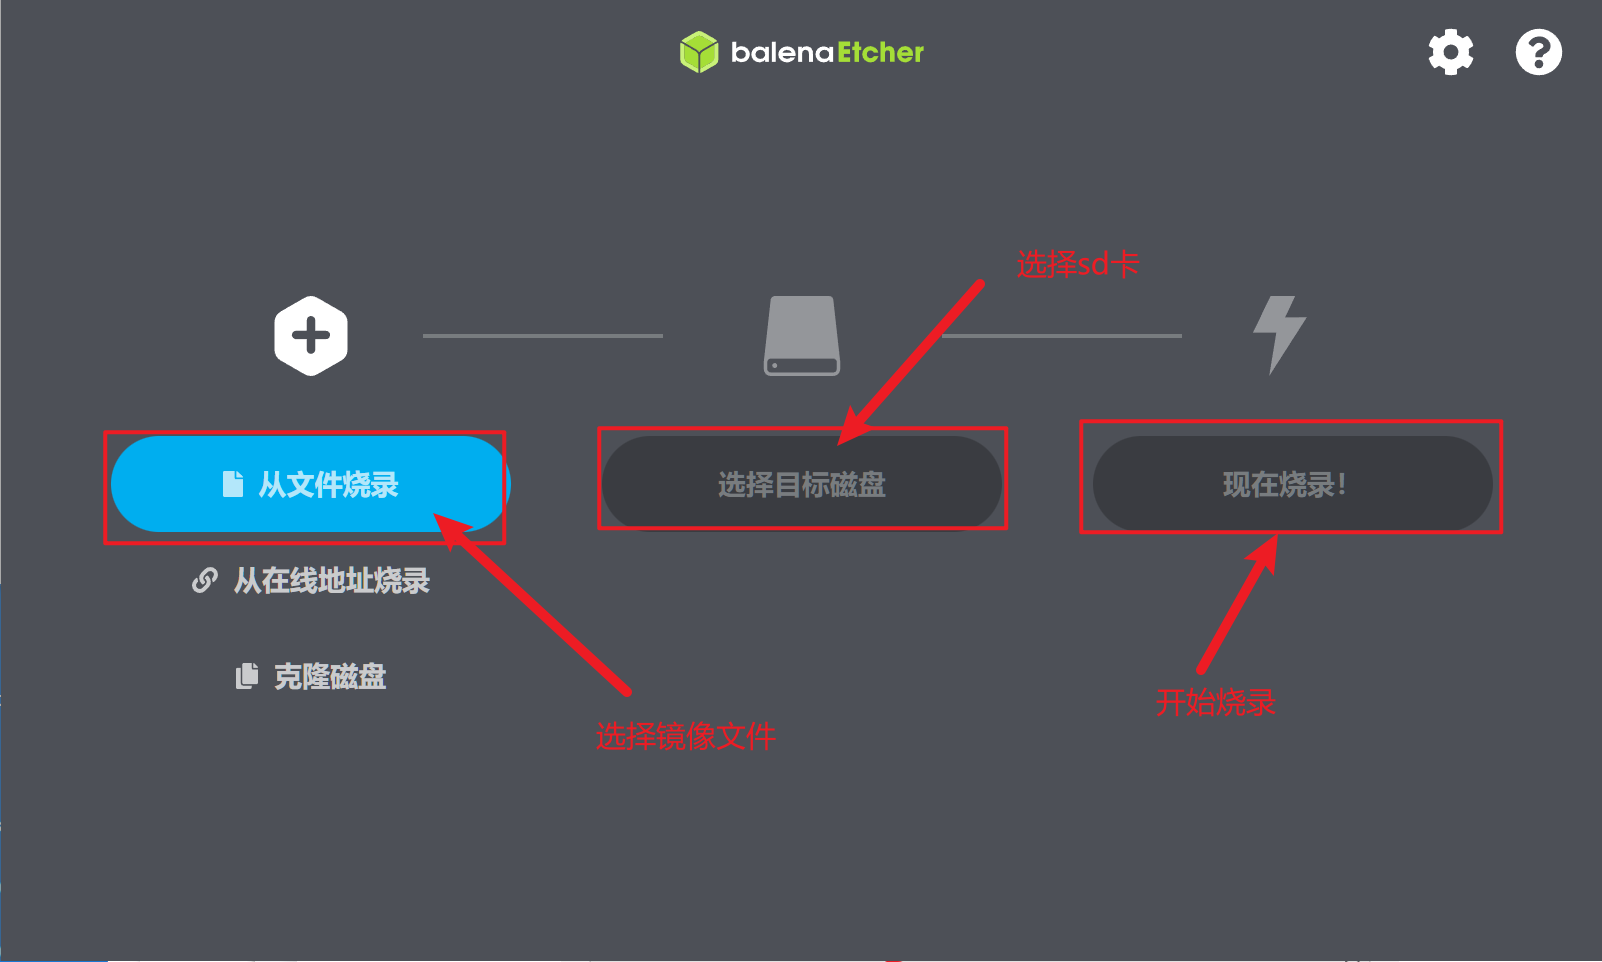 balenaEtcher
选择sd卡
从文件烧录
选择目标磁盘
现在烧录!
从在线地址烧录
克隆磁盘
选择镜像文件
开始烧录